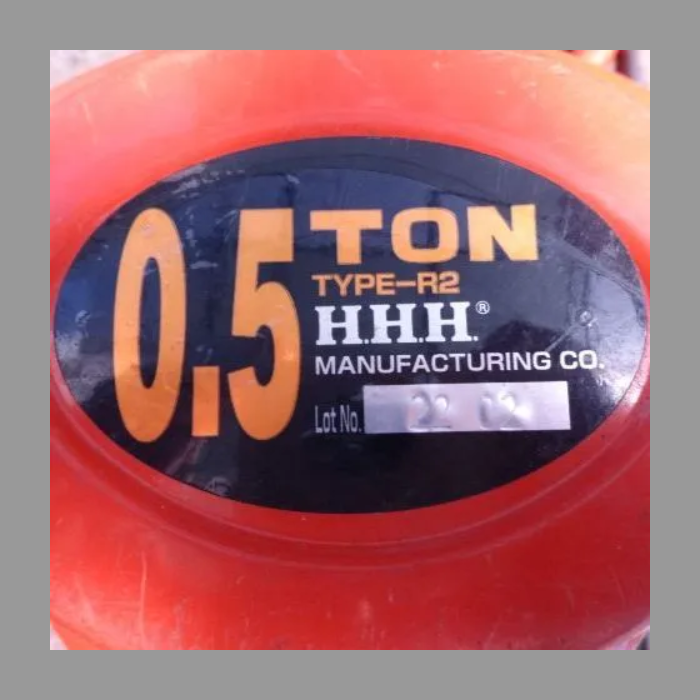 0.5 TON
TYPE-R2
H.H.H.®
MANUFACTURING CO.
Lot No. 22 02